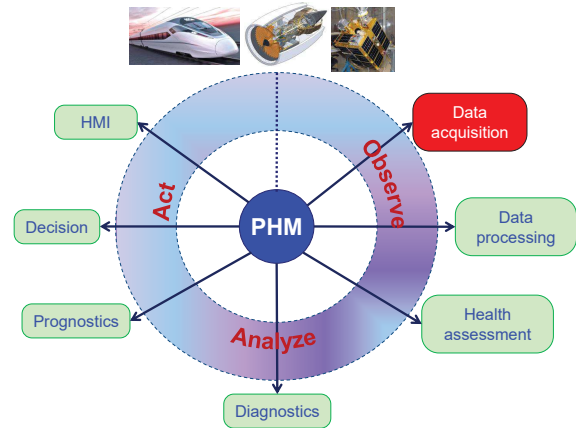 Data
acquisition
Observe
Data
processing
Health
assessment
Analyze
Diagnostics
Prognostics
Decision
Act
HMI
PHM